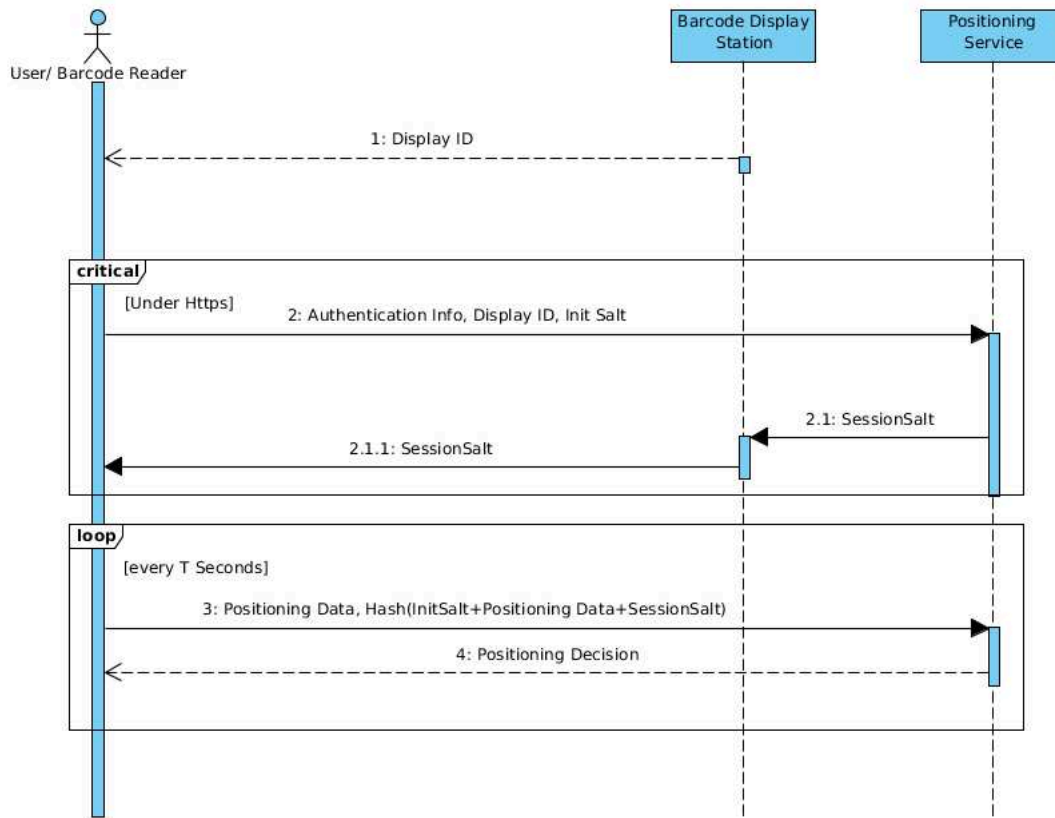 Barcode Display
Station
Positioning
Service
User/ Barcode Reader
1: Display ID
critical
[Under Https]
2: Authentication Info, Display ID, Init Salt
2.1: SessionSalt
2.1.1: SessionSalt
loop
[every T Seconds]
3: Positioning Data, Hash(InitSalt+Positioning Data+SessionSalt)
4: Positioning Decision